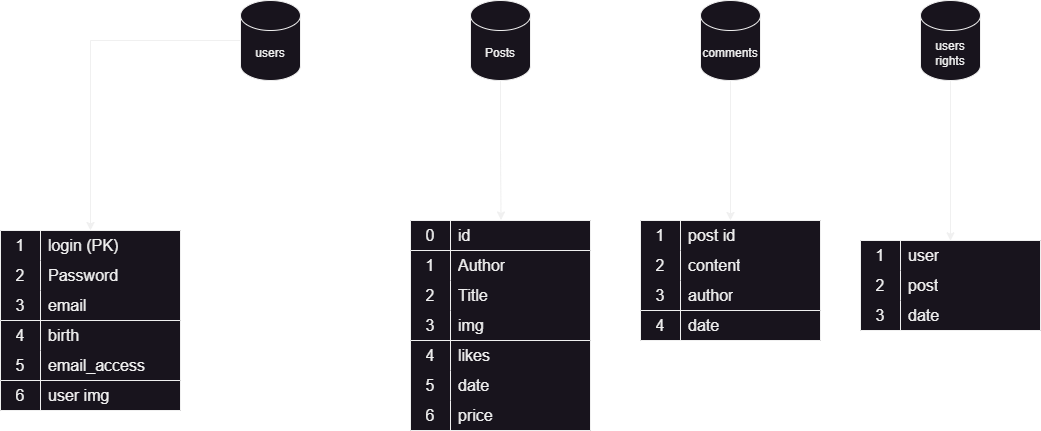 users
Posts
comments
users
rights
1 login (PK)
2 Password
3 email
4 birth
5 email_access
6 user img
0 id
1 Author
2 Title
3 img
4 likes
5 date
6 price
1 post id
2 content
3 author
4 date
1 user
2 post
3 date